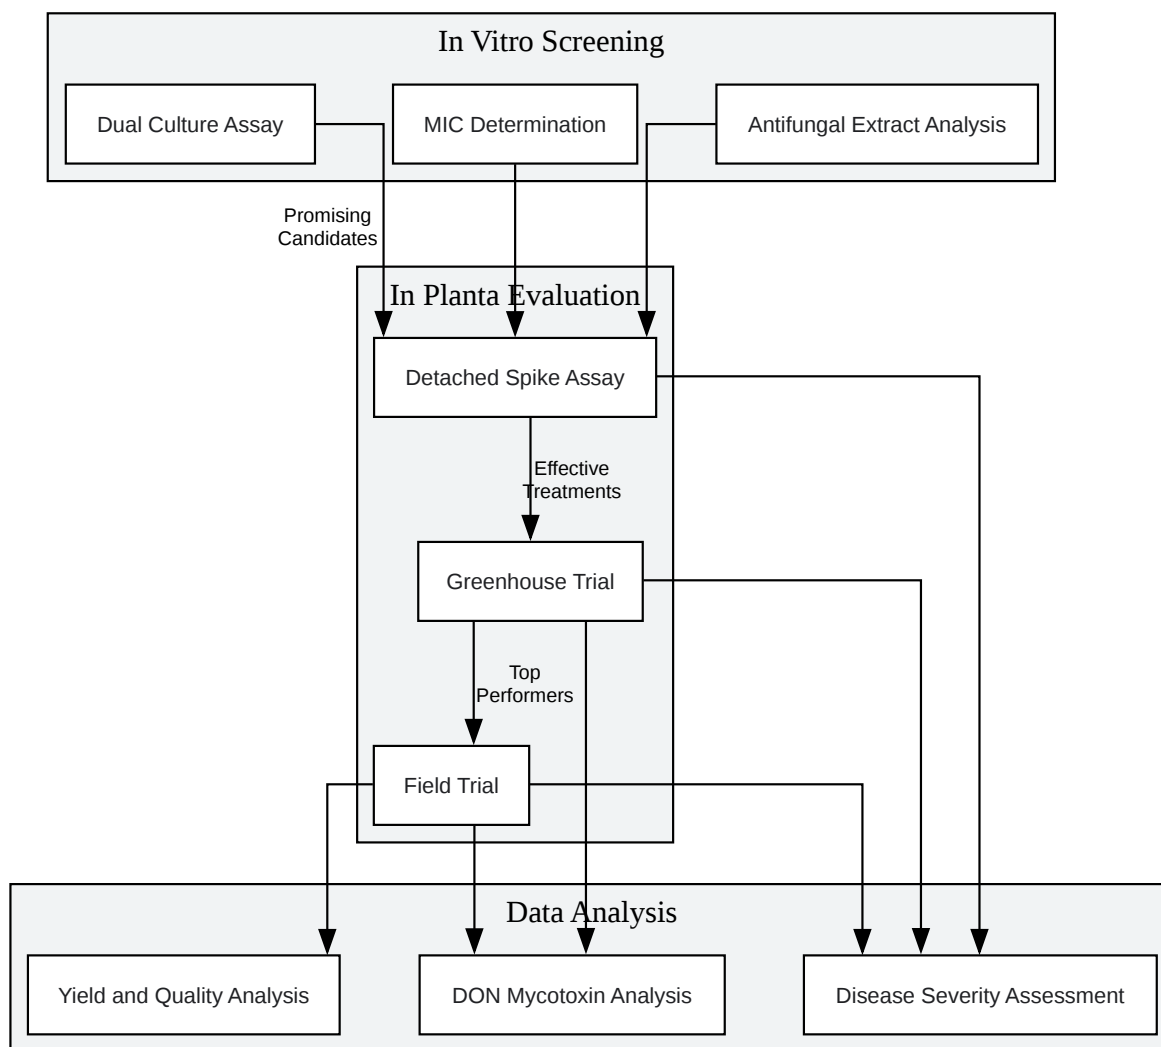 In Vitro Screening
Dual Culture Assay
MIC Determination
Antifungal Extract Analysis
Promising
Candidates
In Planta Evaluation
Detached Spike Assay
Effective
Treatments
Greenhouse Trial
Top
Performers
Field Trial
Data Analysis
Yield and Quality Analysis
DON Mycotoxin Analysis
Disease Severity Assessment